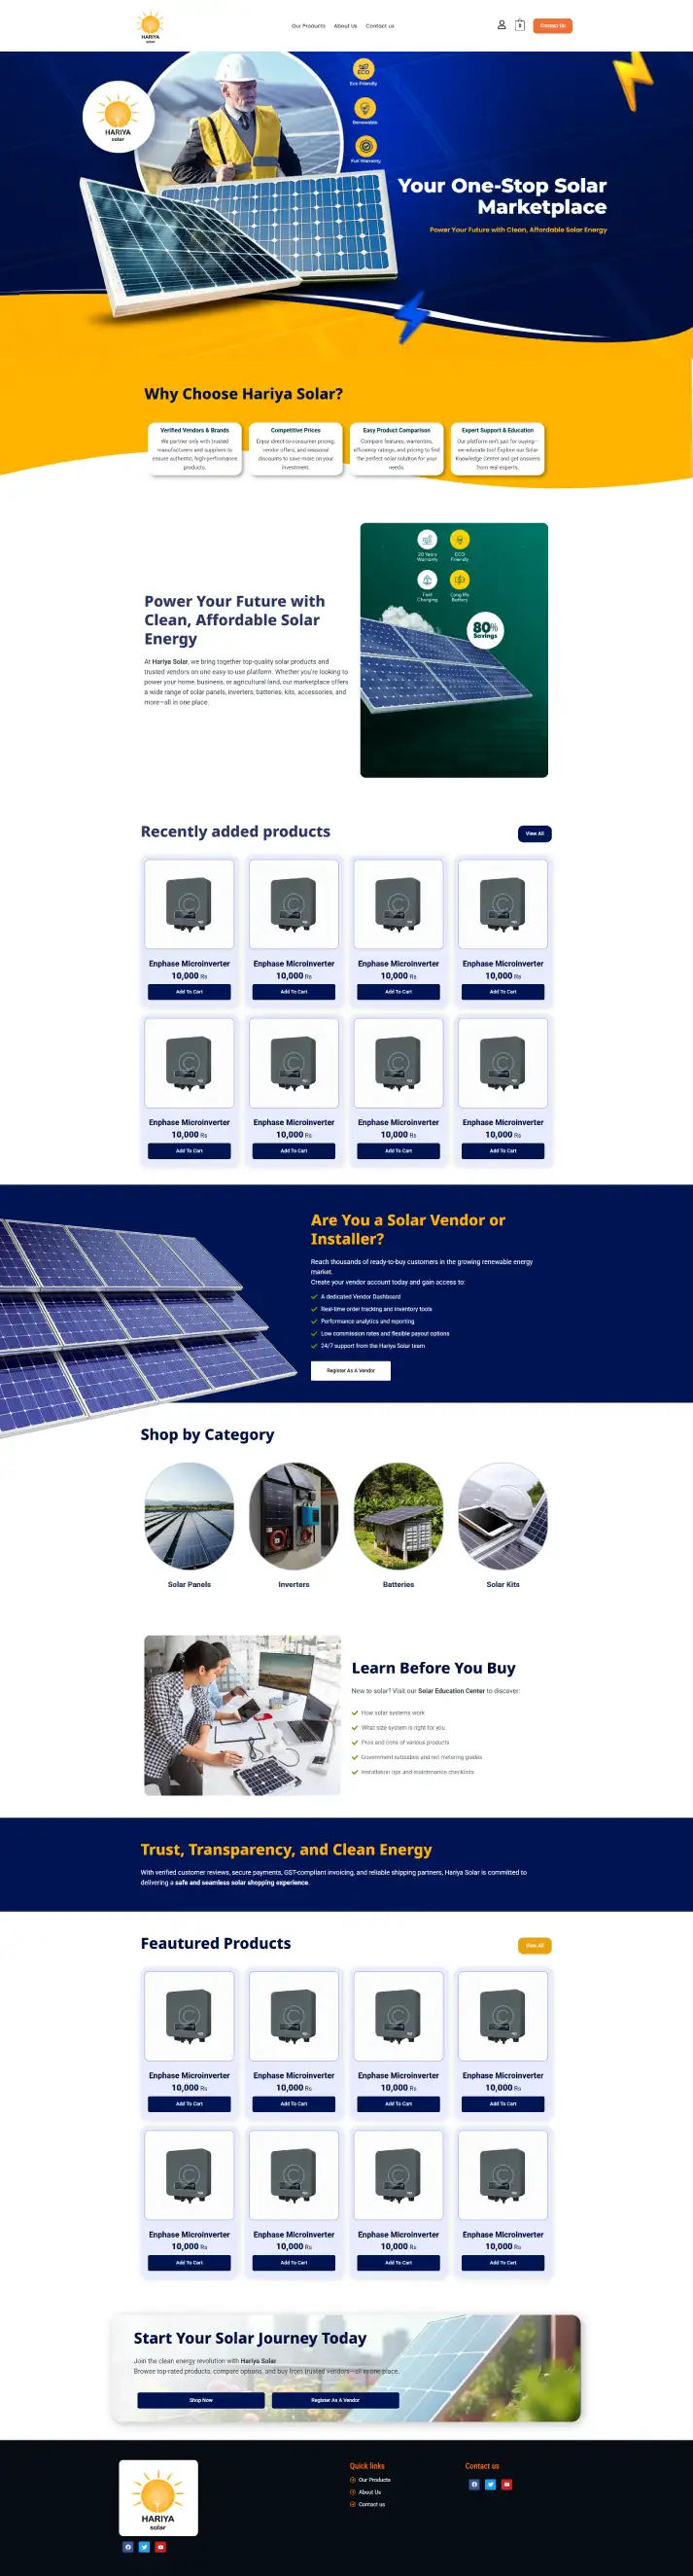 HARIYA
solar
Our Products About Us Contact us
0
Contact Us
ECO
Eco Friendly
HARIYA
solar
Renewable
Full Warranty
Your One-Stop Solar
Marketplace
Power Your Future with Clean, Affordable Solar Energy
Why Choose Hariya Solar?
Verified Vendors & Brands
We partner only with trusted
manufacturers and suppliers to
ensure authentic, high-performance
products.
Competitive Prices
Enjoy direct-to-consumer pricing,
vendor offers, and seasonal
discounts to save more on your
investment.
Easy Product Comparison
Compare features, warranties,
efficiency ratings, and pricing to find
the perfect solar solution for your
needs.
Expert Support & Education
Our platform isn't just for buying—
we educate too! Explore our Solar
Knowledge Center and get answers
from real experts.
20 Years
Warranty
ECO
Friendly
Fast
Charging
Long life
Battery
80%
Savings
Power Your Future with
Clean, Affordable Solar
Energy
At Hariya Solar, we bring together top-quality solar products and
trusted vendors on one easy-to-use platform. Whether you're looking to
power your home, business, or agricultural land, our marketplace offers
a wide range of solar panels, inverters, batteries, kits, accessories, and
more—all in one place.
Recently added products
View All
Enphase Microinverter Enphase Microinverter Enphase Microinverter Enphase Microinverter
10,000 Rs 10,000 Rs 10,000 Rs 10,000 Rs
Add To Cart Add To Cart Add To Cart Add To Cart
Enphase Microinverter Enphase Microinverter Enphase Microinverter Enphase Microinverter
10,000 Rs 10,000 Rs 10,000 Rs 10,000 Rs
Add To Cart Add To Cart Add To Cart Add To Cart
Are You a Solar Vendor or
Installer?
Reach thousands of ready-to-buy customers in the growing renewable energy
market.
Create your vendor account today and gain access to:
A dedicated Vendor Dashboard
Real-time order tracking and inventory tools
Performance analytics and reporting
Low commission rates and flexible payout options
24/7 support from the Hariya Solar team
Register As A Vendor
Shop by Category
Solar Panels Inverters Batteries Solar Kits
Learn Before You Buy
New to solar? Visit our Solar Education Center to discover:
How solar systems work
What size system is right for you
Pros and cons of various products
Government subsidies and net metering guides
Installation tips and maintenance checklists
Trust, Transparency, and Clean Energy
With verified customer reviews, secure payments, GST-compliant invoicing, and reliable shipping partners, Hariya Solar is committed to
delivering a safe and seamless solar shopping experience.
Feautured Products
View All
Enphase Microinverter Enphase Microinverter Enphase Microinverter Enphase Microinverter
10,000 Rs 10,000 Rs 10,000 Rs 10,000 Rs
Add To Cart Add To Cart Add To Cart Add To Cart
Enphase Microinverter Enphase Microinverter Enphase Microinverter Enphase Microinverter
10,000 Rs 10,000 Rs 10,000 Rs 10,000 Rs
Add To Cart Add To Cart Add To Cart Add To Cart
Start Your Solar Journey Today
Join the clean energy revolution with Hariya Solar
Browse top-rated products, compare options, and buy from trusted vendors—all in one place.
Shop Now Register As A Vendor
HARIYA
solar
Quick links
Our Products
About Us
Contact us
Contact us